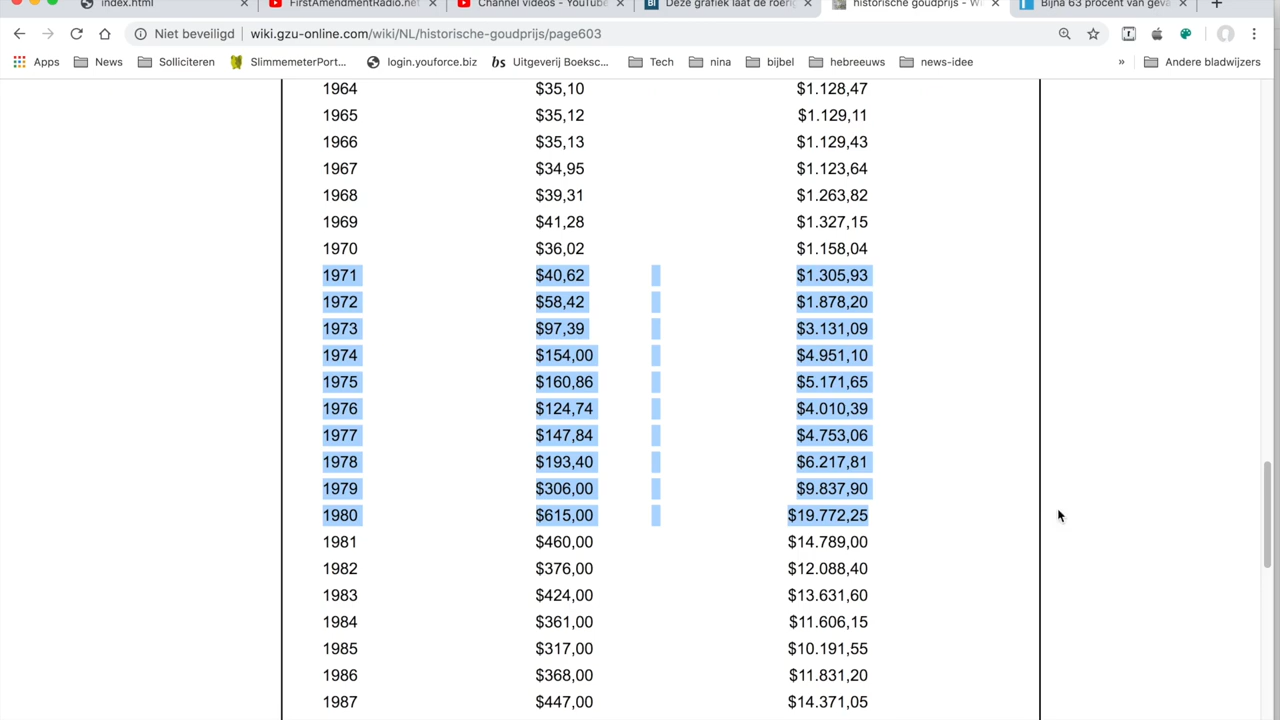 index.html
FirstAmendmentRadio.net
Channel videos - YouTube
Deze grafiek laat de roerig
historische goudprijs - W
Bijna 63 procent van geva
Niet beveiligd | wiki.gzu-online.com/wiki/NL/historische-goudprijs/page603
Apps News Solliciteren SlimmemeterPort... login.youforce.biz bs Uitgeverij Boeksc... Tech nina bijbel hebreeuws news-idee » Andere bladwijzers
1964 $35,10 $1.128,47
1965 $35,12 $1.129,11
1966 $35,13 $1.129,43
1967 $34,95 $1.123,64
1968 $39,31 $1.263,82
1969 $41,28 $1.327,15
1970 $36,02 $1.158,04
1971 $40,62 $1.305,93
1972 $58,42 $1.878,20
1973 $97,39 $3.131,09
1974 $154,00 $4.951,10
1975 $160,86 $5.171,65
1976 $124,74 $4.010,39
1977 $147,84 $4.753,06
1978 $193,40 $6.217,81
1979 $306,00 $9.837,90
1980 $615,00 $19.772,25
1981 $460,00 $14.789,00
1982 $376,00 $12.088,40
1983 $424,00 $13.631,60
1984 $361,00 $11.606,15
1985 $317,00 $10.191,55
1986 $368,00 $11.831,20
1987 $447,00 $14.371,05